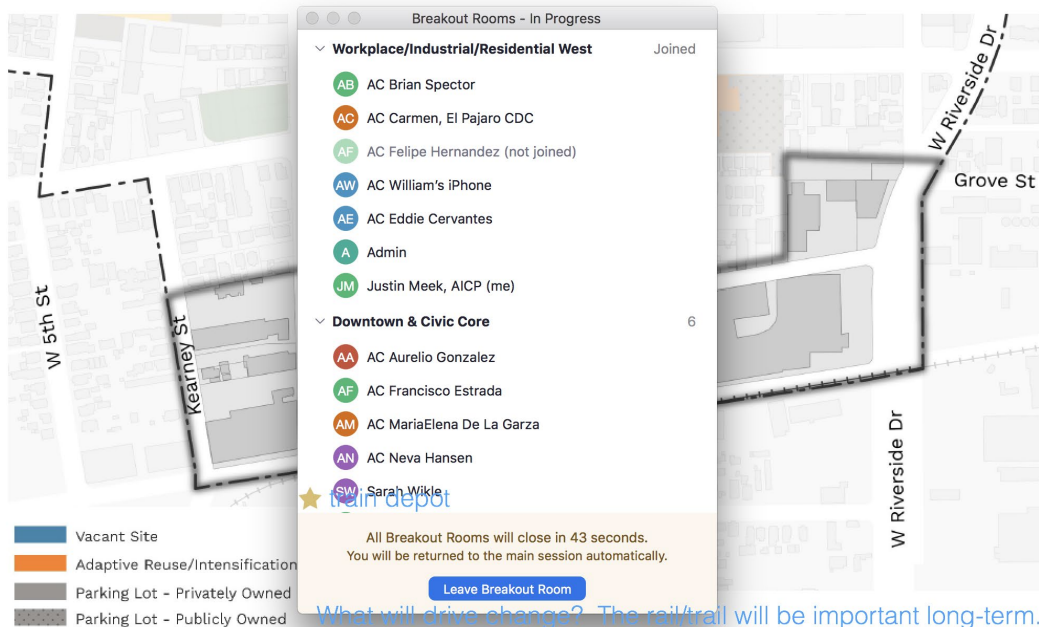 Breakout Rooms - In Progress
Workplace/Industrial/Residential West Joined
AB AC Brian Spector
AC AC Carmen, El Pajaro CDC
AF AC Felipe Hernandez (not joined)
AW AC William's iPhone
AE AC Eddie Cervantes
A Admin
JM Justin Meek, AICP (me)
Downtown & Civic Core 6
AA AC Aurelio Gonzalez
AF AC Francisco Estrada
AM AC MariaElena De La Garza
AN AC Neva Hansen
SW Sarah Wikle
train depot
All Breakout Rooms will close in 43 seconds.
You will be returned to the main session automatically.
Leave Breakout Room
What will drive change? The rail/trail will be important long-term.
W 5th St
Kearney St
W Riverside Dr
Grove St
W Riverside Dr
Vacant Site
Adaptive Reuse/Intensification
Parking Lot - Privately Owned
Parking Lot - Publicly Owned